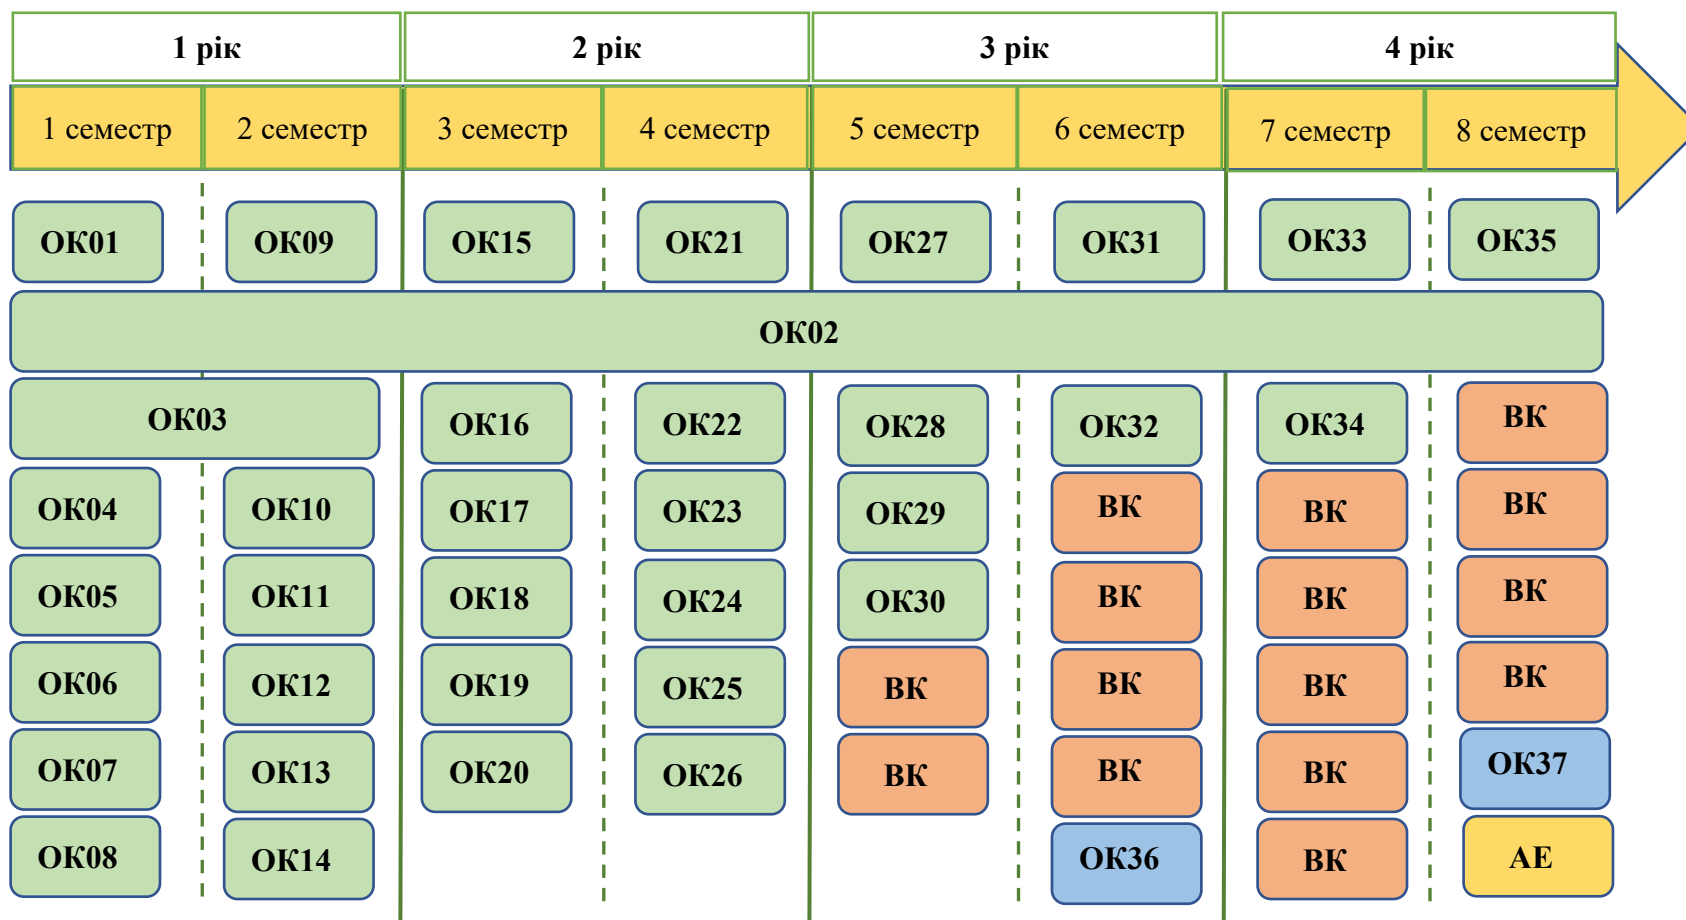 1 рік 2 рік 3 рік 4 рік
1 семестр 2 семестр 3 семестр 4 семестр 5 семестр 6 семестр 7 семестр 8 семестр
ОК01 ОК09 ОК15 ОК21 ОК27 ОК31 ОК33 ОК35
ОК02
ОК03 ОК16 ОК22 ОК28 ОК32 ОК34 ВК
ОК04 ОК10 ОК17 ОК23 ОК29 ВК ВК ВК
ОК05 ОК11 ОК18 ОК24 ОК30 ВК ВК ВК
ОК06 ОК12 ОК19 ОК25 ВК ВК ВК ВК
ОК07 ОК13 ОК20 ОК26 ВК ВК ВК ОК37
ОК08 ОК14 ОК36 ВК АЕ